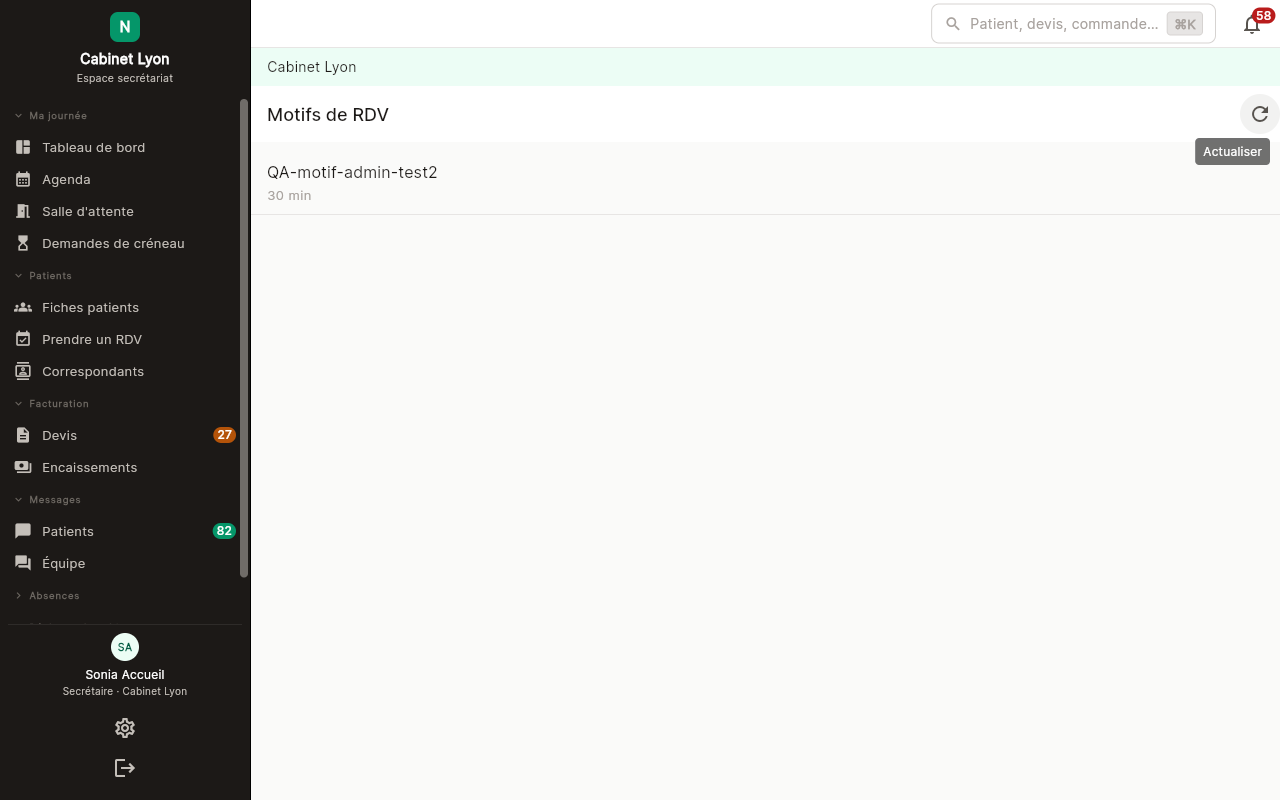 N
Cabinet Lyon
Espace secrétariat
Ma journée
Tableau de bord
Agenda
Salle d'attente
Demandes de créneau
Patients
Fiches patients
Prendre un RDV
Correspondants
Facturation
Devis 27
Encaissements
Messages
Patients 82
Équipe
Absences
SA
Sonia Accueil
Secrétaire · Cabinet Lyon
Patient, devis, commande... ⌘K
58
Cabinet Lyon
Motifs de RDV
Actualiser
QA-motif-admin-test2
30 min